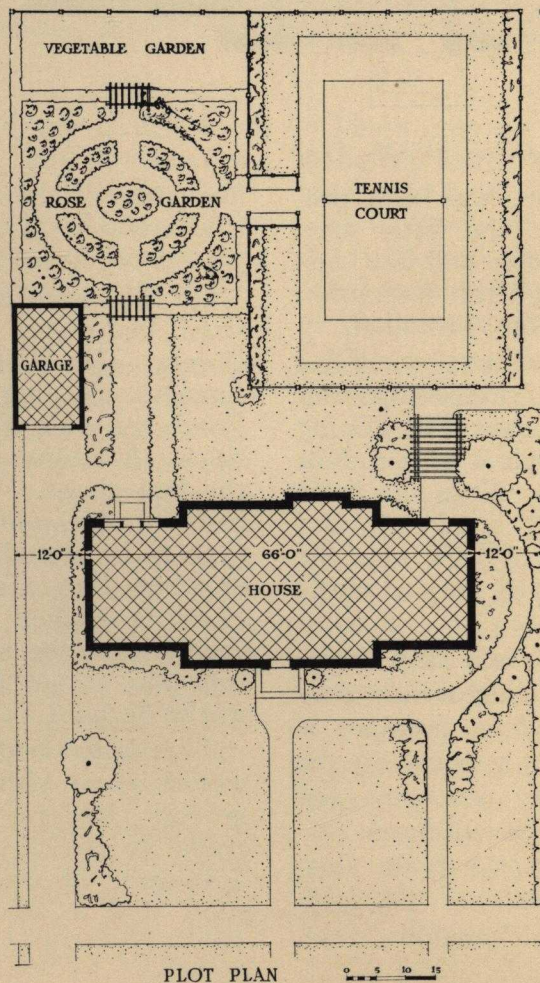 VEGETABLE GARDEN
ROSE GARDEN
TENNIS
COURT
GARAGE
12'-0"
66'-0"
12'-0"
HOUSE
PLOT PLAN
0 5 10 15